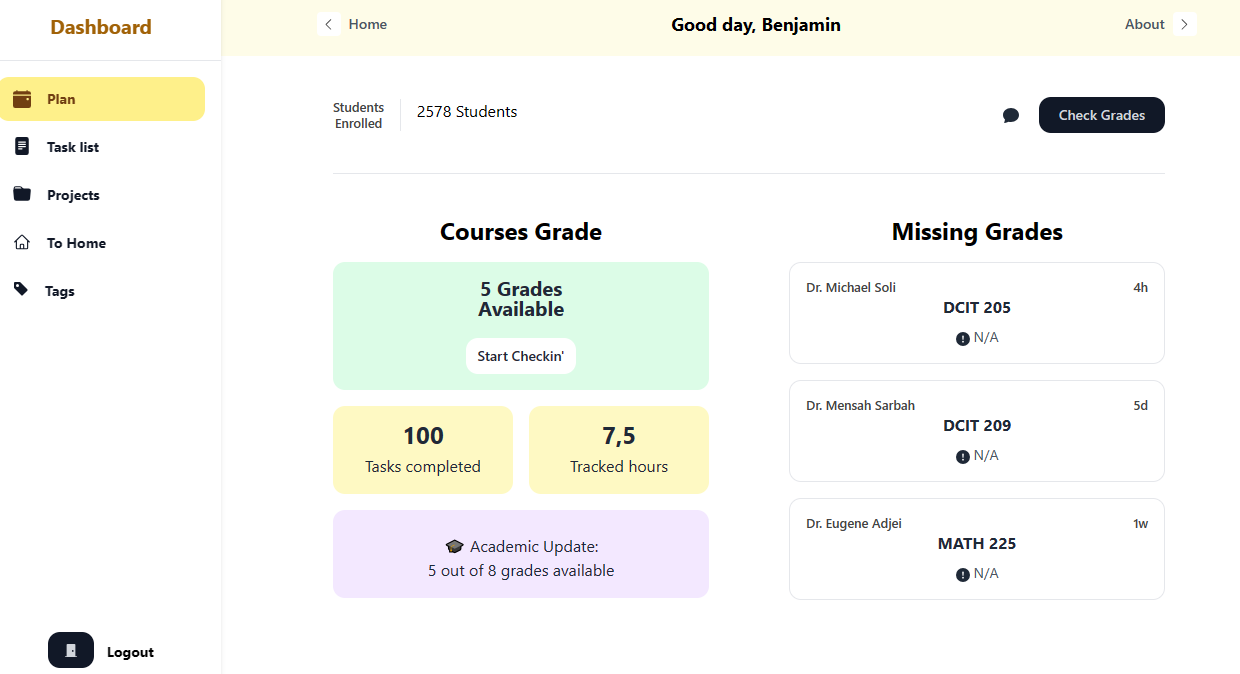 Dashboard
Home
Good day, Benjamin
About
Plan
Task list
Projects
To Home
Tags
Logout
Students
Enrolled
2578 Students
Check Grades
Courses Grade
5 Grades
Available
Start Checkin'
100
Tasks completed
7,5
Tracked hours
🎓 Academic Update:
5 out of 8 grades available
Missing Grades
Dr. Michael Soli 4h
DCIT 205
N/A
Dr. Mensah Sarbah 5d
DCIT 209
N/A
Dr. Eugene Adjei 1w
MATH 225
N/A